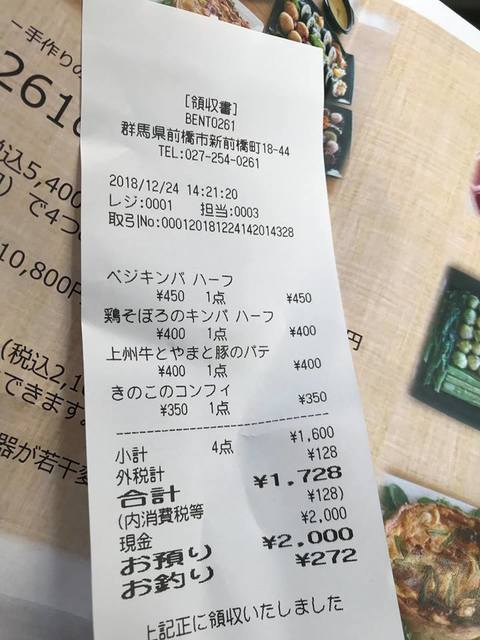 -手作りの
261
税込5,400
で4つ
10,800円
(税込2,1
できます
器が若干変
円
[領収書]
BENTO261
群馬県前橋市新前橋町18-44
TEL:027-254-0261
2018/12/24 14:21:20
レジ:0001 担当:0003
取引No:000120181224142014328
ベジキンパ ハーフ
¥450 1点 ¥450
鶏そぼろのキンパ ハーフ
¥400 1点 ¥400
上州牛とやまと豚のパテ
¥400 1点 ¥400
きのこのコンフィ
¥350 1点 ¥350
小計 4点 ¥1,600
外税計 ¥128
合計 ¥1,728
(内消費税等 ¥128)
現金 ¥2,000
お預り ¥2,000
お釣り ¥272
上記正に領収いたしました